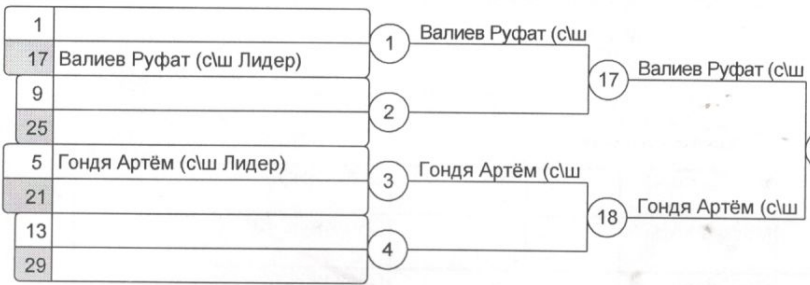 1
17 Валиев Руфат (с\ш Лидер)
1
Валиев Руфат (с\ш
9
25
2
17
Валиев Руфат (с\ш
5 Гондя Артём (с\ш Лидер)
21
3
Гондя Артём (с\ш
13
29
4
18
Гондя Артём (с\ш